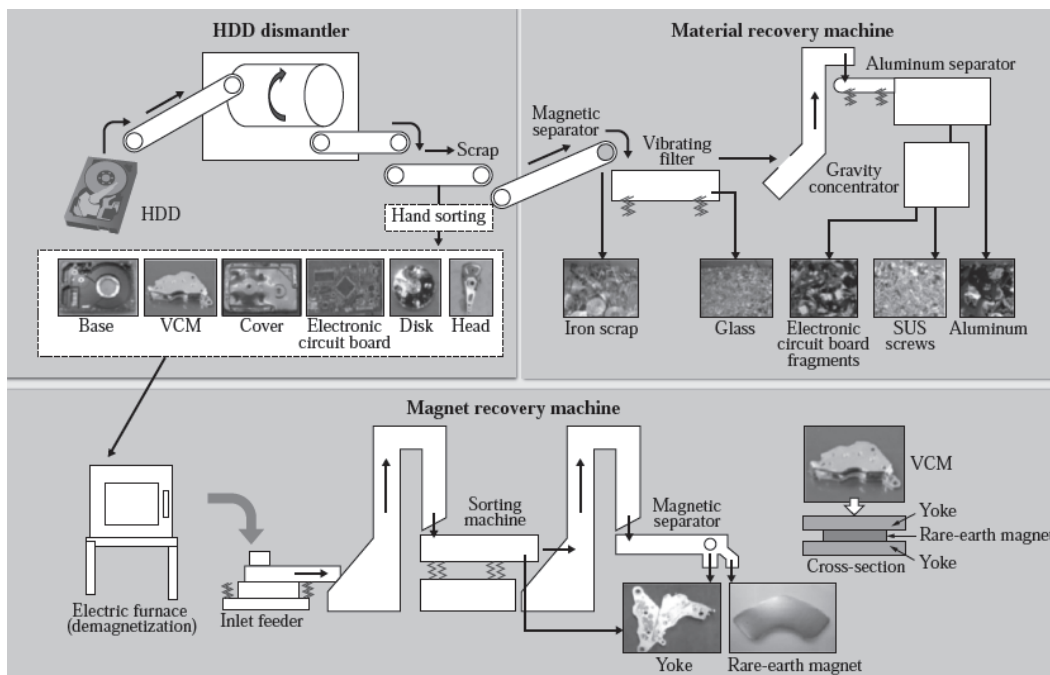 HDD dismantler
Scrap
HDD
Hand sorting
Base
VCM
Cover
Electronic
circuit board
Disk
Head
Material recovery machine
Magnetic
separator
Vibrating
filter
Gravity
concentrator
Aluminum separator
Iron scrap
Glass
Electronic
circuit board
fragments
SUS
screws
Aluminum
Magnet recovery machine
Electric furnace
(demagnetization)
Inlet feeder
Sorting
machine
Magnetic
separator
Yoke
Rare-earth magnet
VCM
Yoke
Rare-earth magnet
Yoke
Cross-section